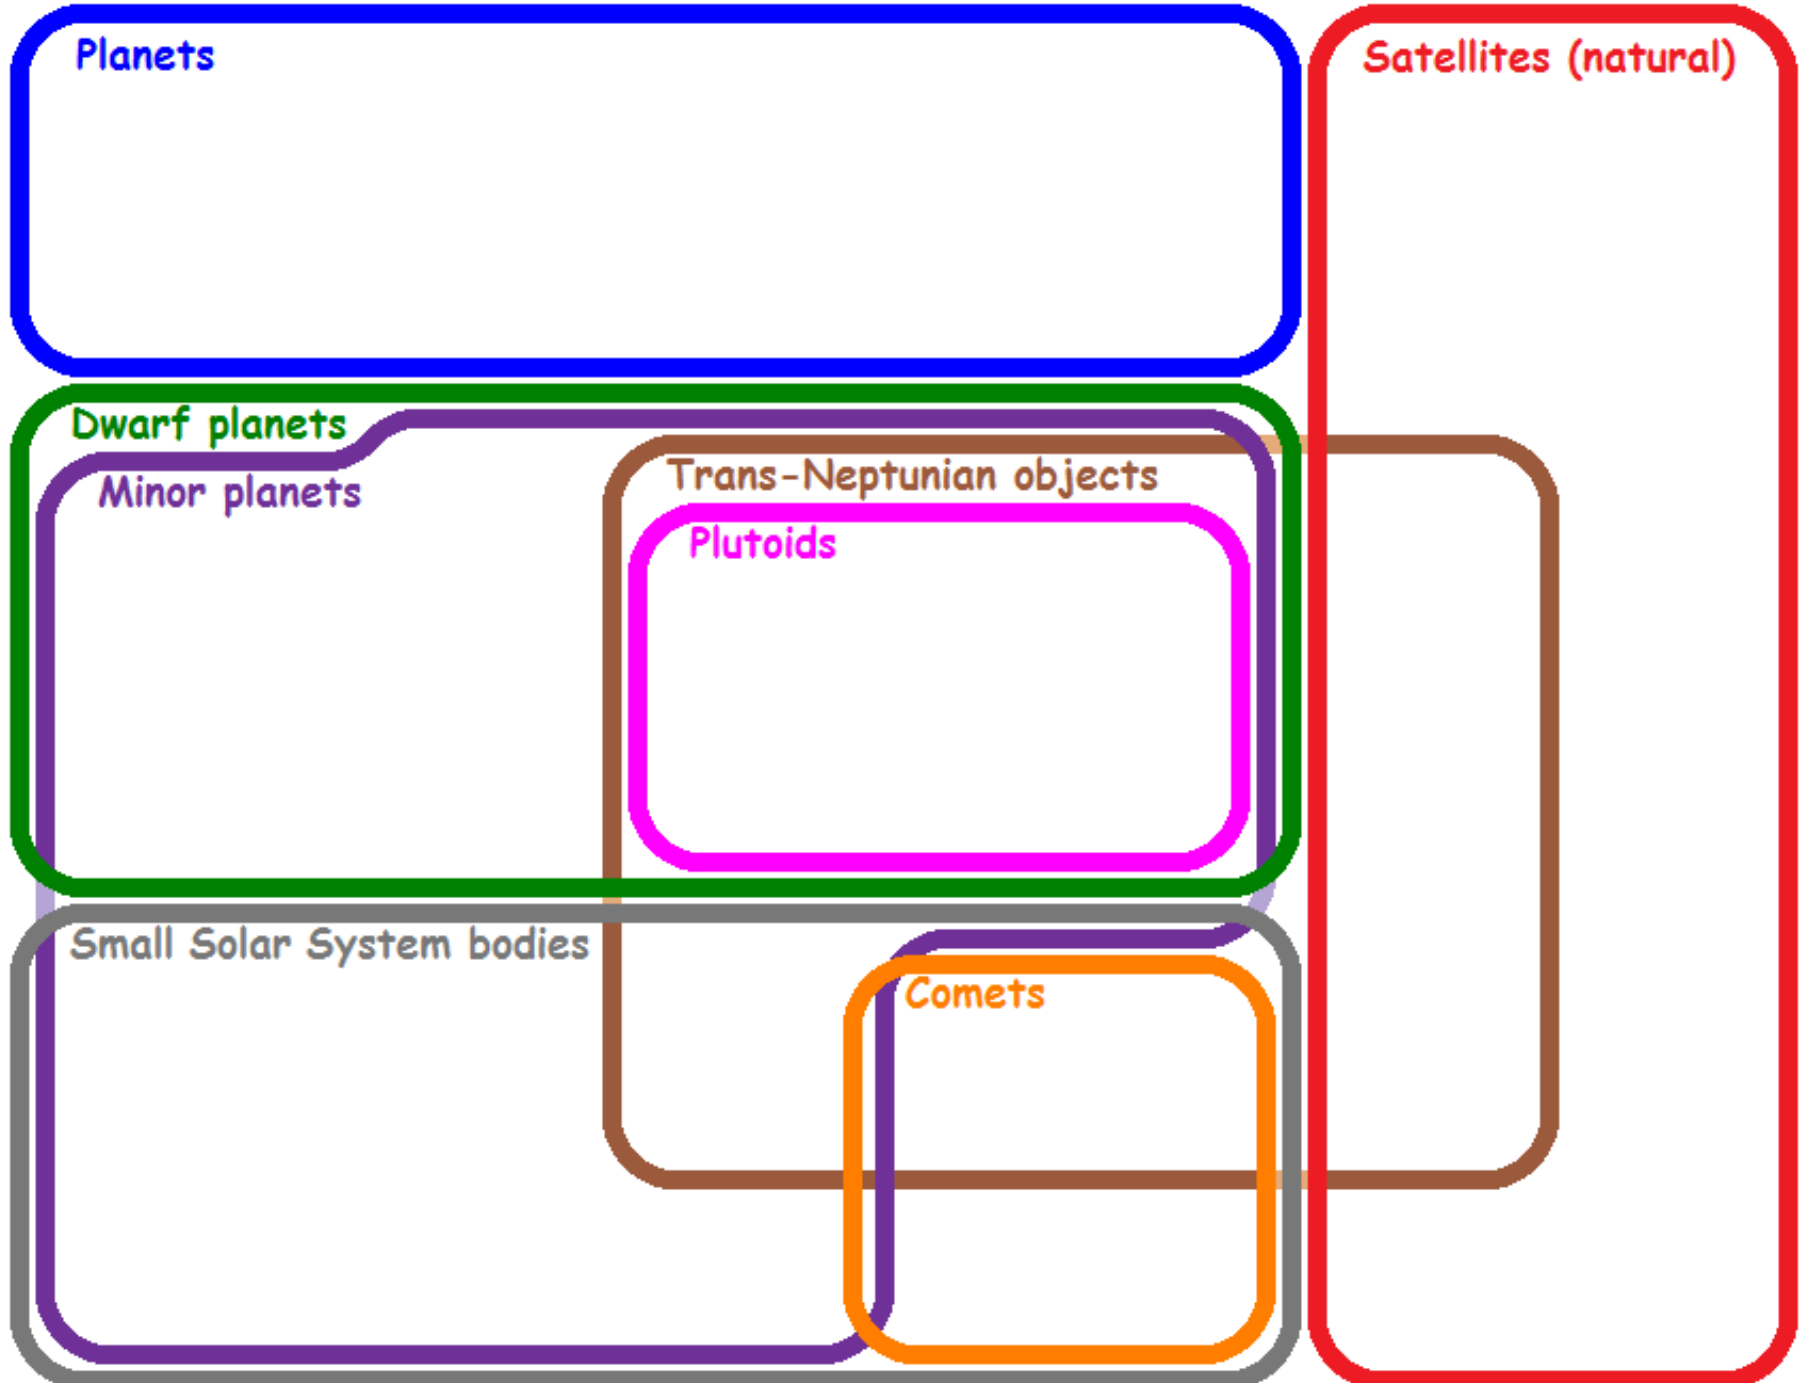 Planets
Satellites (natural)
Dwarf planets
Minor planets
Trans-Neptunian objects
Plutoids
Small Solar System bodies
Comets